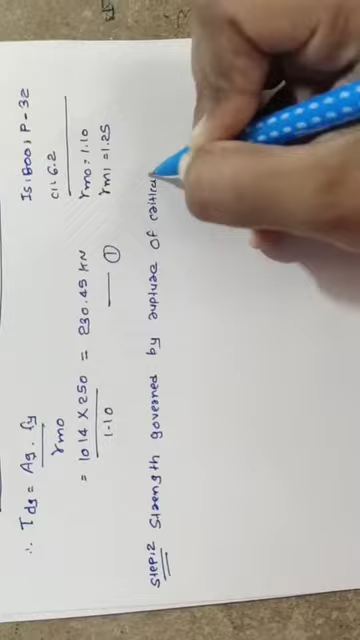 ∴ Tdg = Ag . fy / γm0
= 1014 × 250 / 1.10 = 230.45 KN —— ①
IS:800, P-32
Cl: 6.2
γm0 = 1.10
γm1 = 1.25
Step:2 Strength governed by rupture of critica